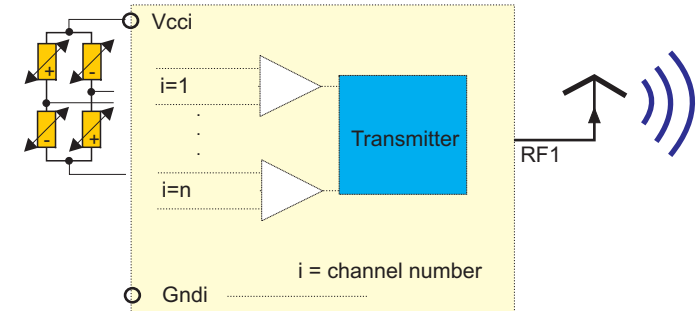 Vcci
+ -
i=1
- +
.
.
.
Transmitter
RF1
i=n
i = channel number
Gndi